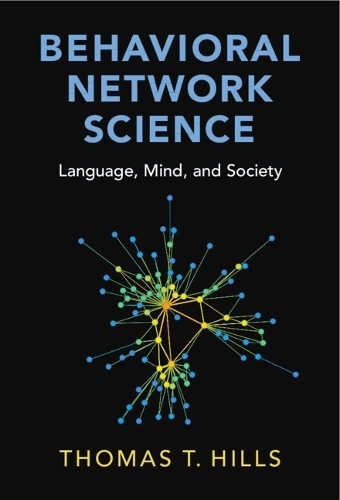 BEHAVIORAL
NETWORK
SCIENCE
Language, Mind, and Society
THOMAS T. HILLS